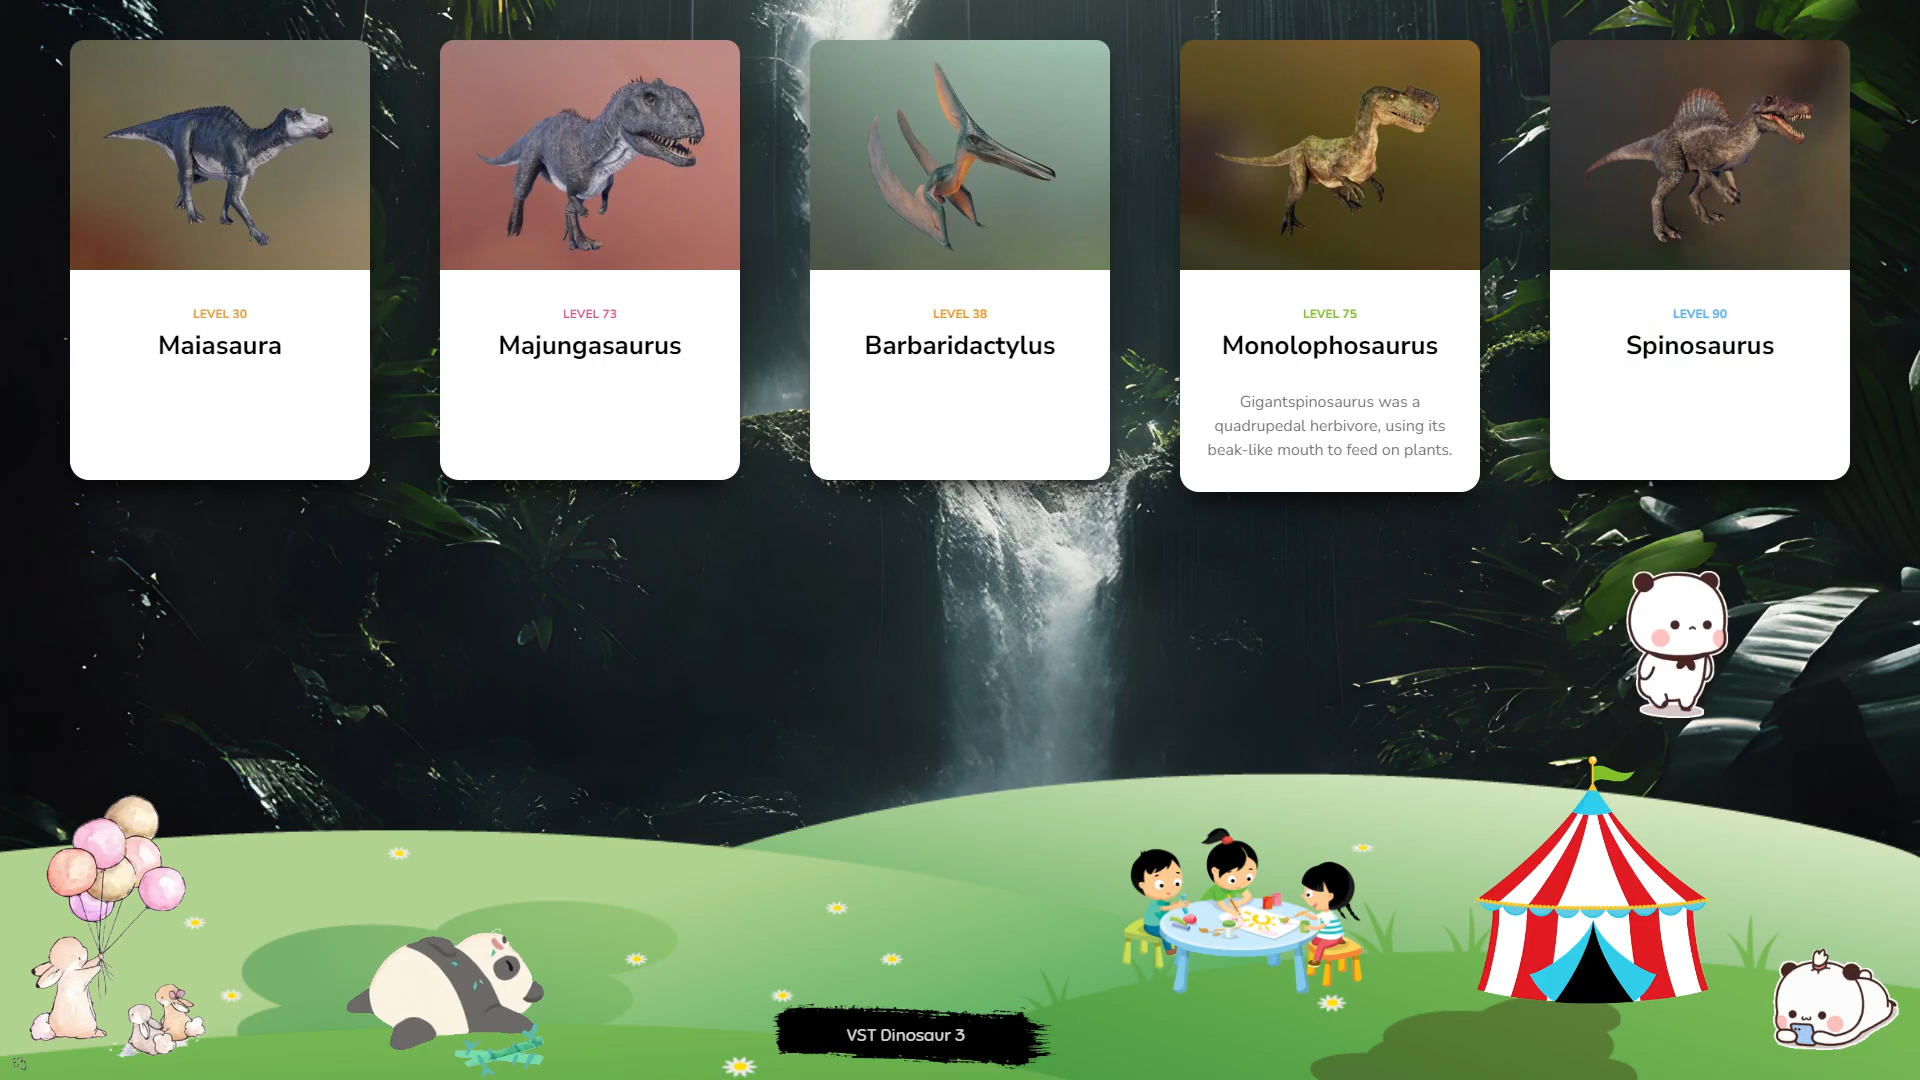 LEVEL 30
Maiasaura
LEVEL 73
Majungasaurus
LEVEL 38
Barbaridactylus
LEVEL 75
Monolophosaurus
Gigantspinosaurus was a
quadrupedal herbivore, using its
beak-like mouth to feed on plants.
LEVEL 90
Spinosaurus
VST Dinosaur 3